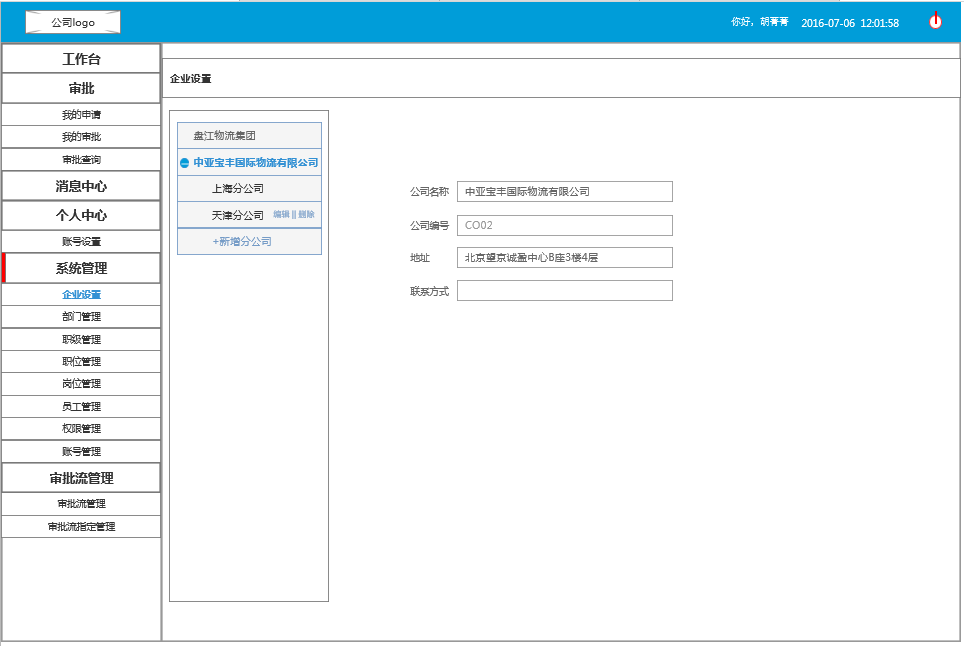 公司logo
你好，胡菁菁 2016-07-06 12:01:58
工作台
审批
我的申请
我的审批
审批查询
消息中心
个人中心
账号设置
系统管理
企业设置
部门管理
职级管理
职位管理
岗位管理
员工管理
权限管理
账号管理
审批流管理
审批流管理
审批流指定管理
企业设置
盘江物流集团
中亚宝丰国际物流有限公司
上海分公司
天津分公司 编辑 || 删除
+新增分公司
公司名称 中亚宝丰国际物流有限公司
公司编号 CO02
地址 北京望京诚盈中心B座3楼4层
联系方式